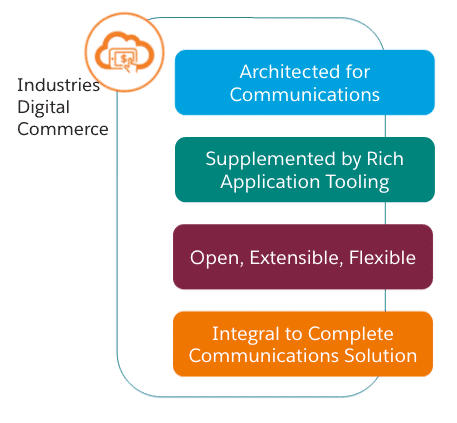 Industries
Digital
Commerce
$
Architected for
Communications
Supplemented by Rich
Application Tooling
Open, Extensible, Flexible
Integral to Complete
Communications Solution